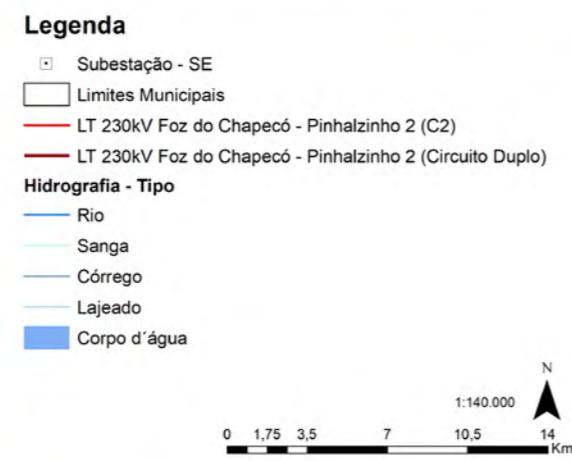 Legenda
Subestação - SE
Limites Municipais
LT 230kV Foz do Chapecó - Pinhalzinho 2 (C2)
LT 230kV Foz do Chapecó - Pinhalzinho 2 (Circuito Duplo)
Hidrografia - Tipo
Rio
Sanga
Córrego
Lajeado
Corpo d´água
N
1:140.000
0 1,75 3,5 7 10,5 14
Km